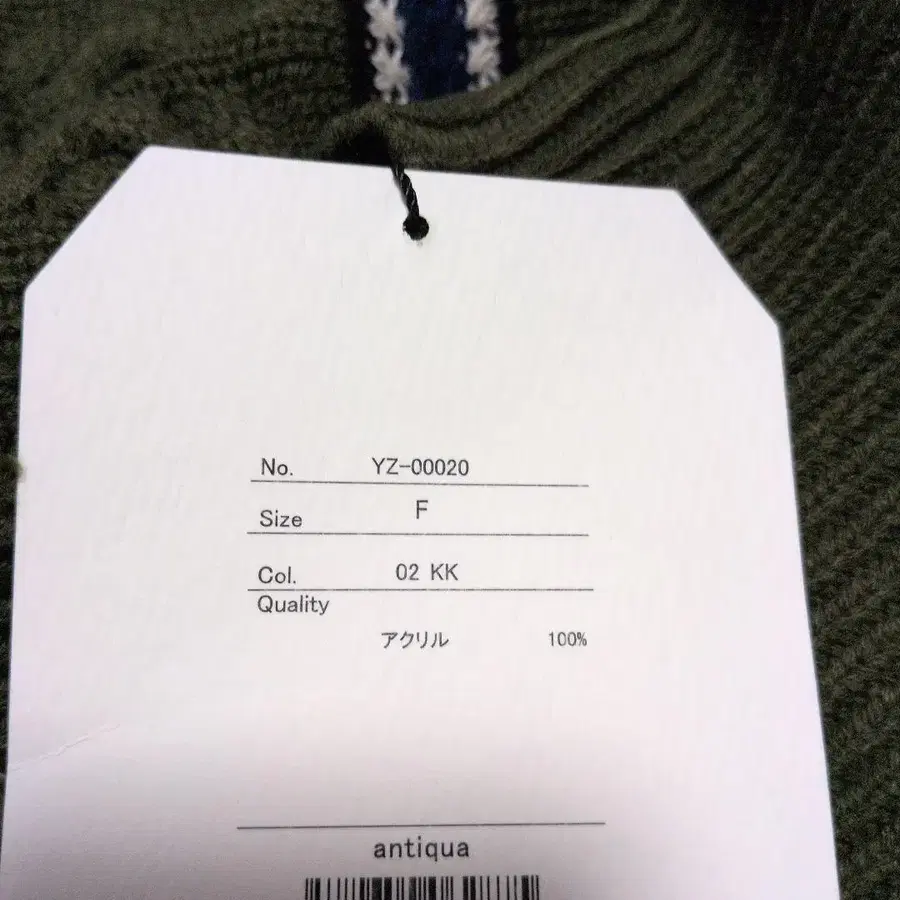 No. YZ-00020
Size F
Col. 02 KK
Quality
アクリル 100%
antiqua